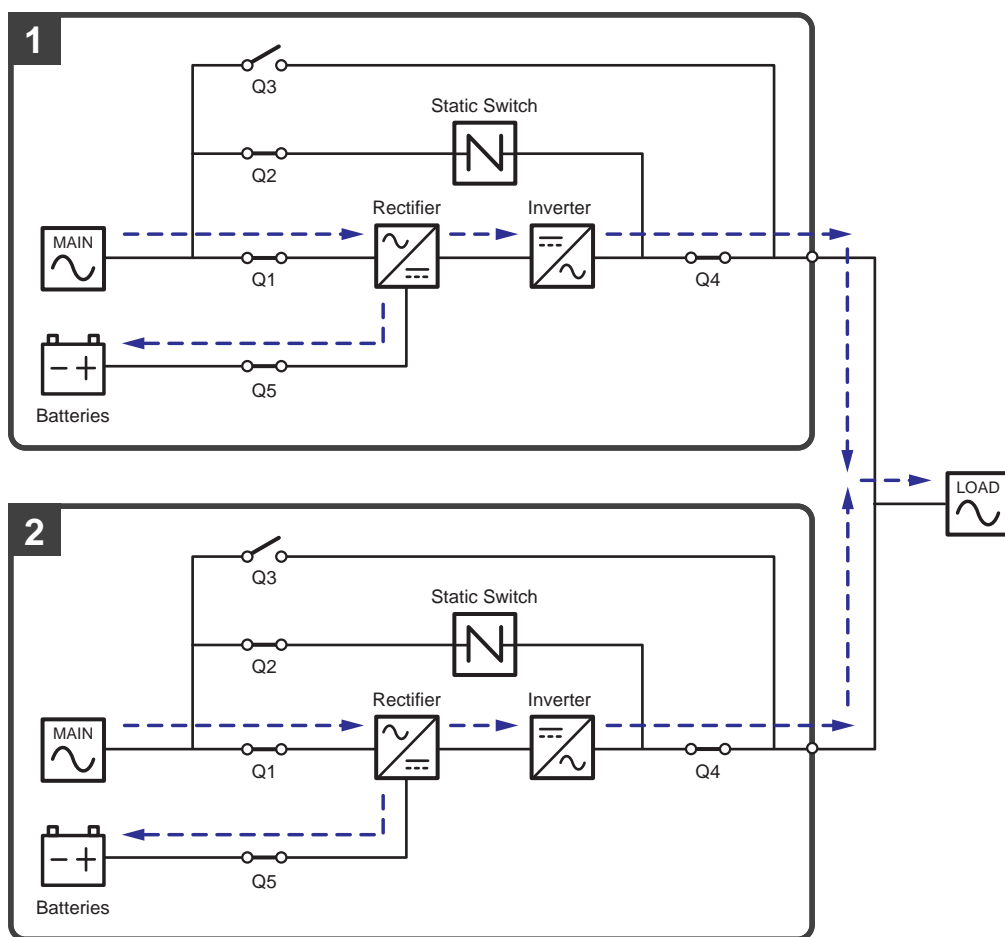 1
Q3
Static Switch
Q2
Rectifier
Inverter
MAIN
Q1
Q4
Q5
Batteries
LOAD
2
Q3
Static Switch
Q2
Rectifier
Inverter
MAIN
Q1
Q4
Q5
Batteries